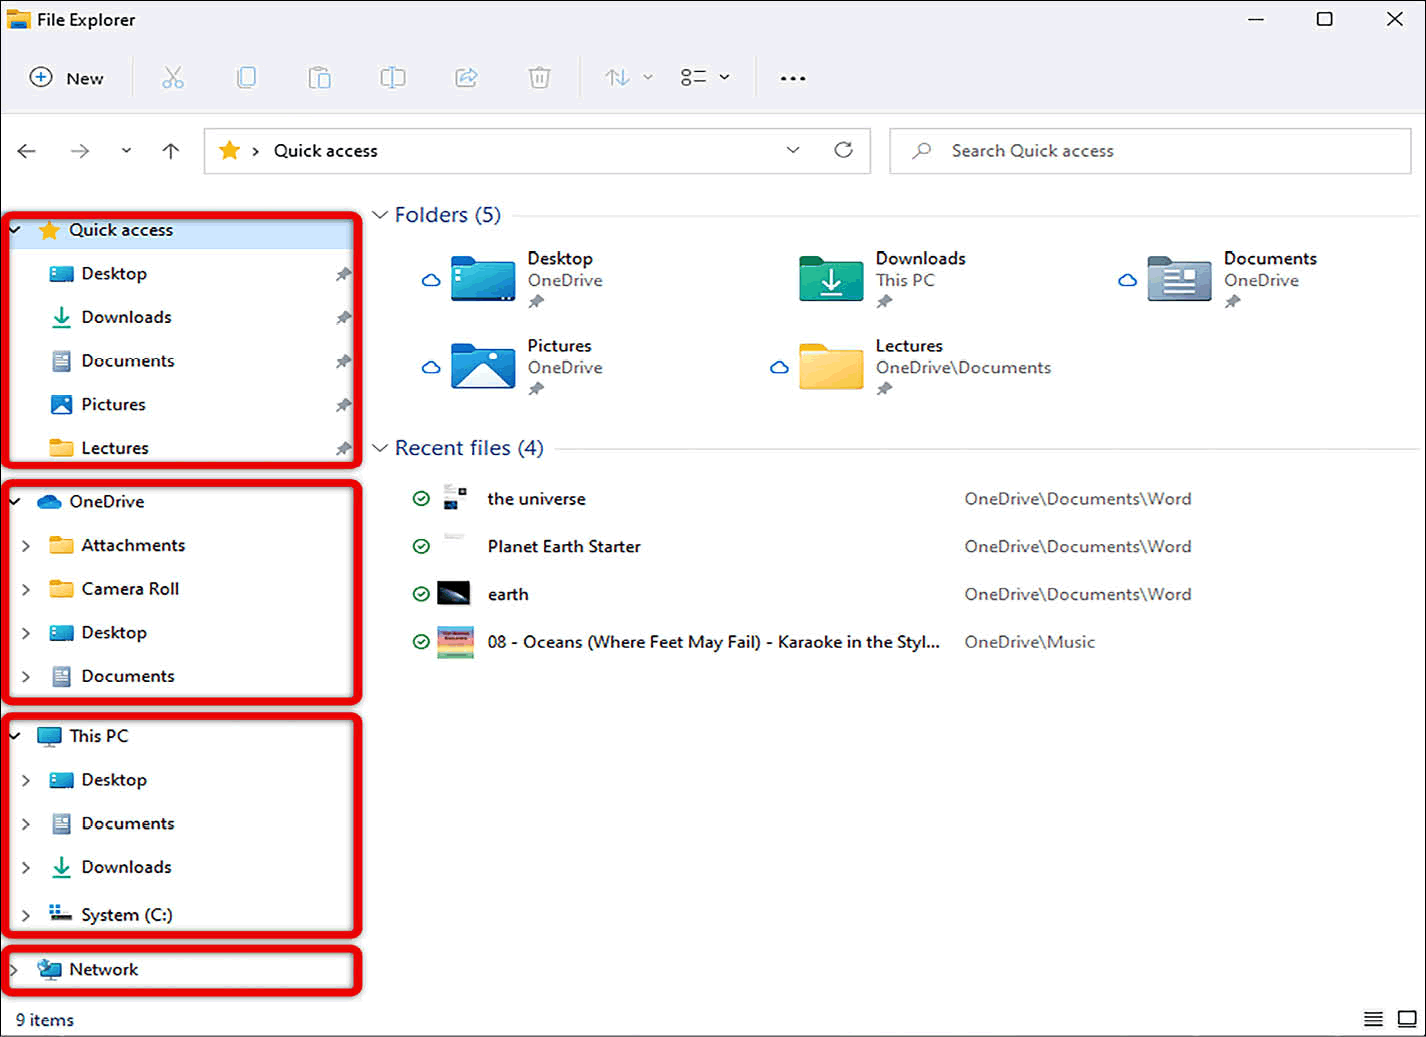 File Explorer
New
Quick access
Search Quick access
Quick access
Desktop
Downloads
Documents
Pictures
Lectures
OneDrive
Attachments
Camera Roll
Desktop
Documents
This PC
Desktop
Documents
Downloads
System (C:)
Network
Folders (5)
Desktop
OneDrive
Downloads
This PC
Documents
OneDrive
Pictures
OneDrive
Lectures
OneDrive\Documents
Recent files (4)
the universe OneDrive\Documents\Word
Planet Earth Starter OneDrive\Documents\Word
earth OneDrive\Documents\Word
08 - Oceans (Where Feet May Fail) - Karaoke in the Styl... OneDrive\Music
9 items